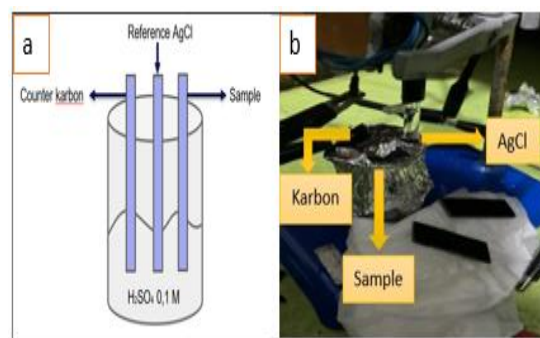 a
Reference AgCl
Counter karbon
Sample
H₂SO₄ 0,1 M
b
AgCl
Karbon
Sample